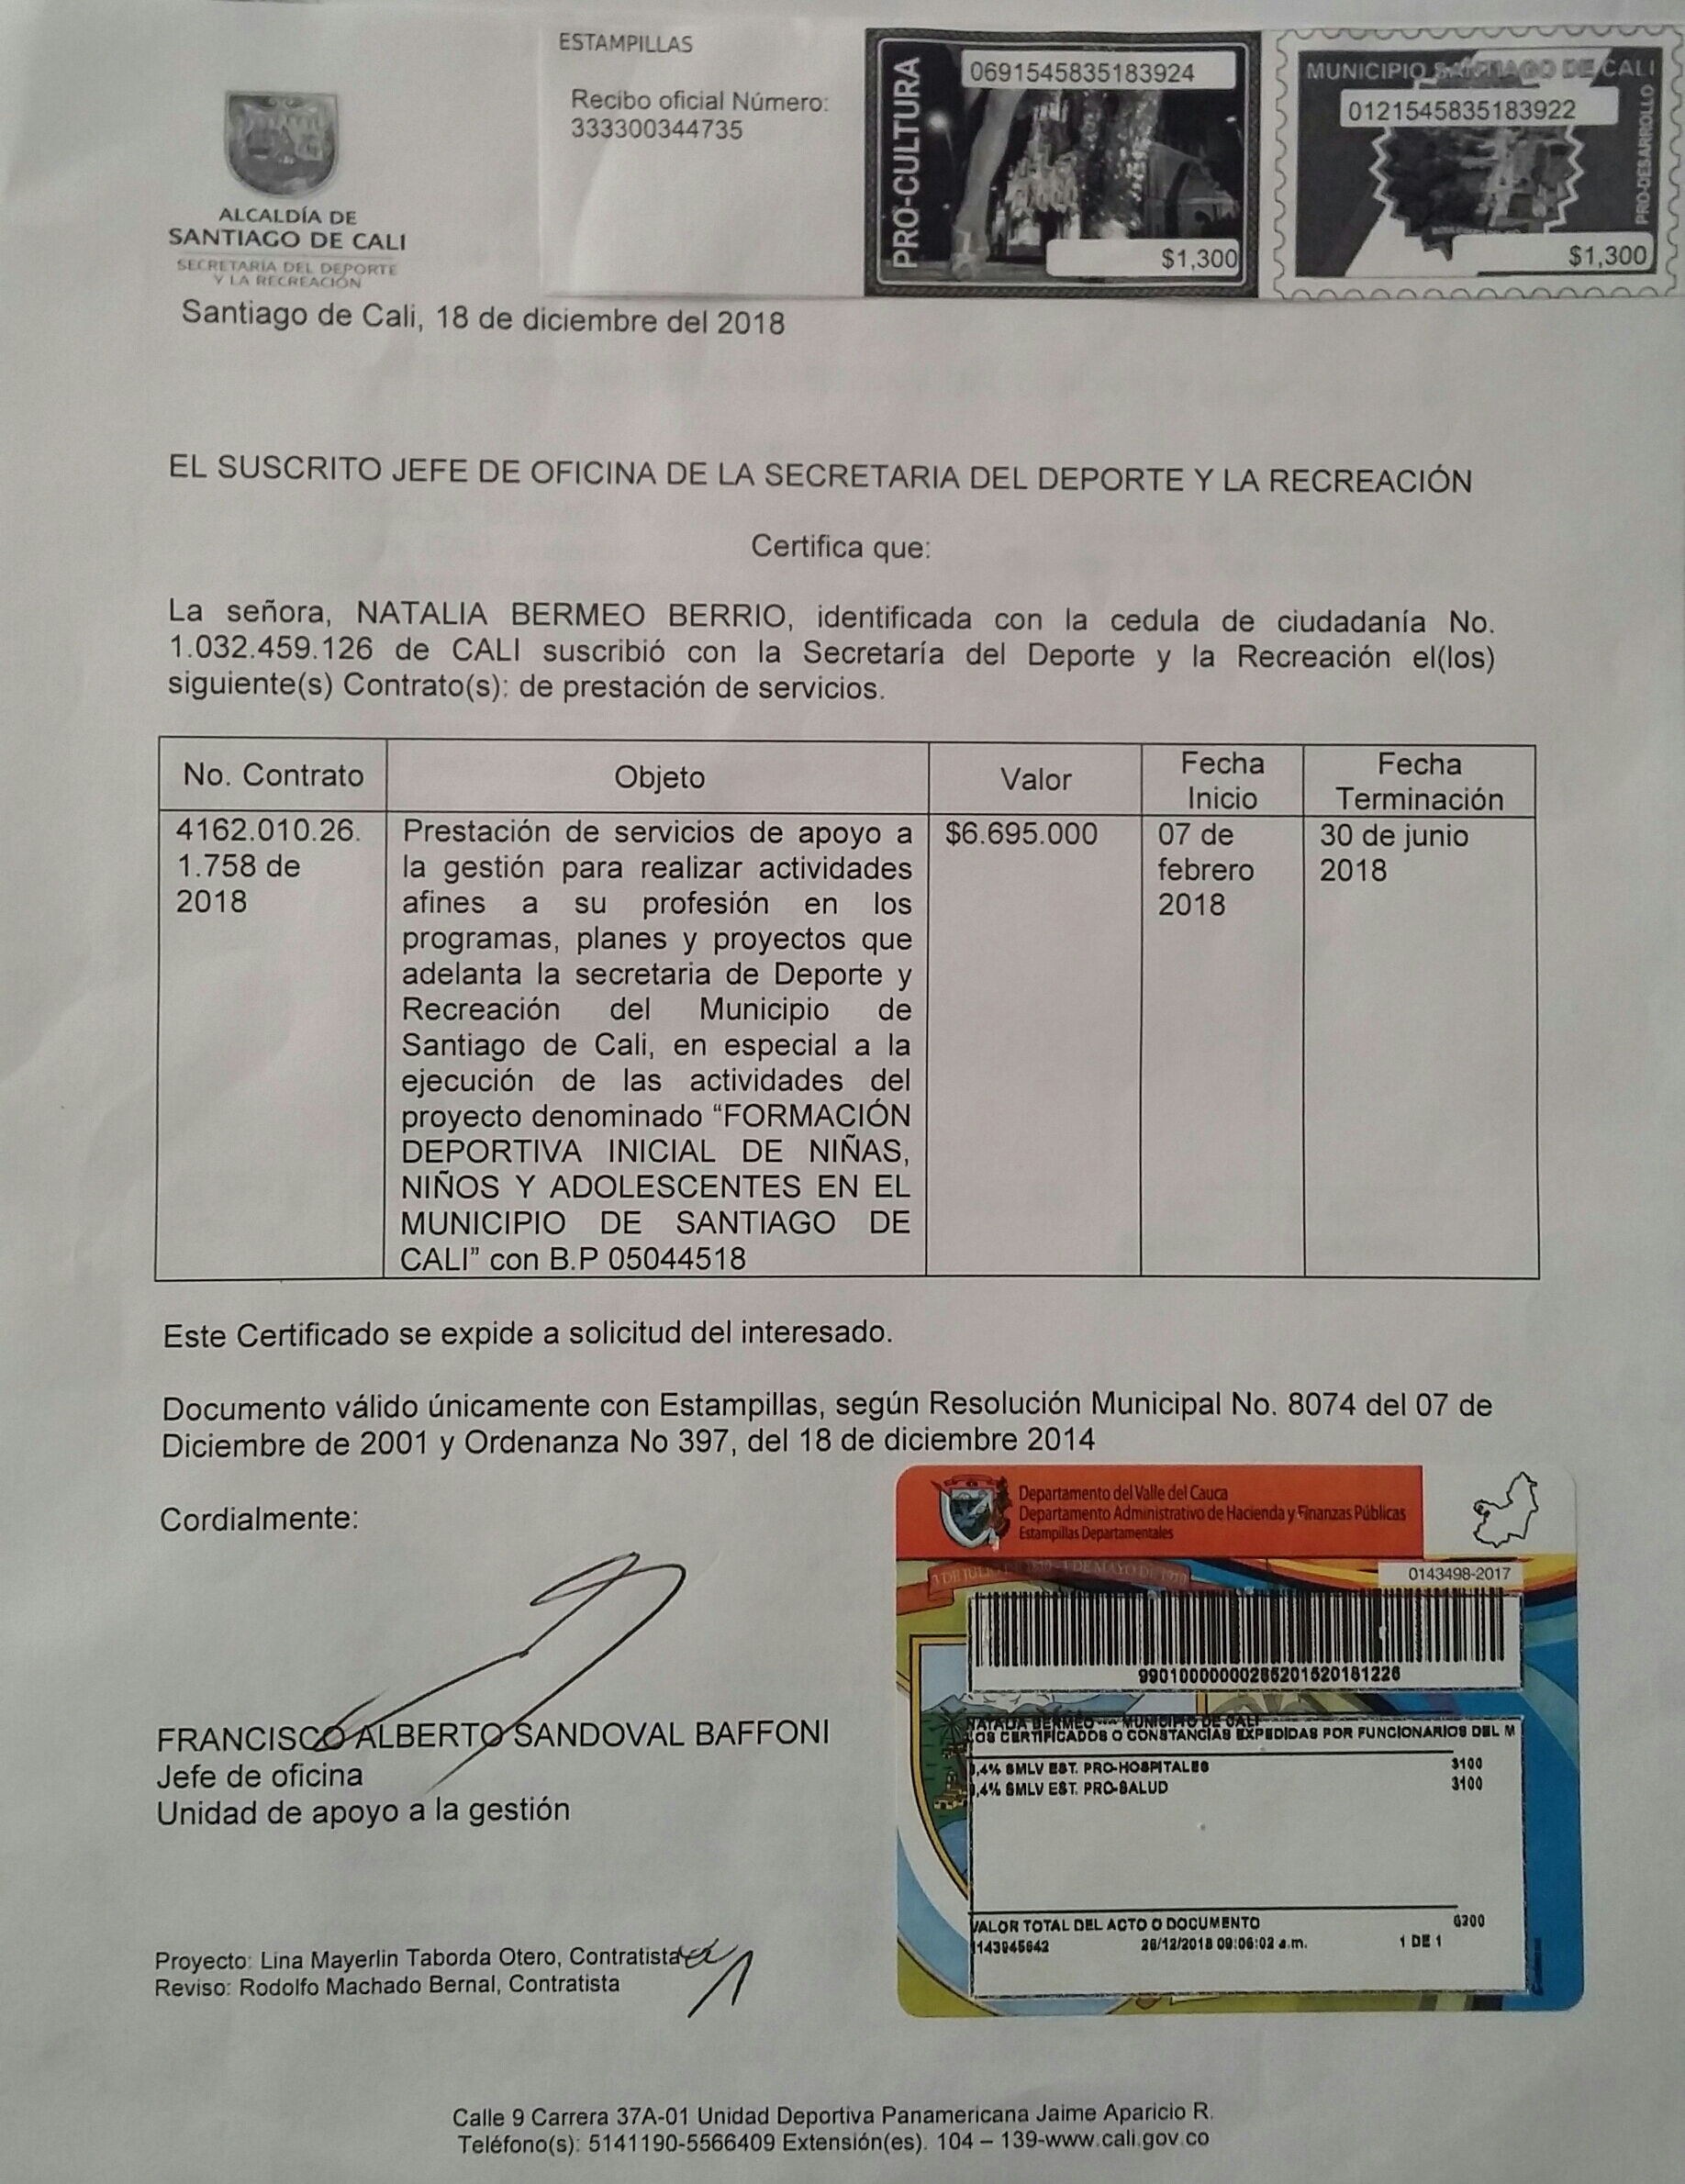 ESTAMPILLAS
Recibo oficial Número:
333300344735
PRO-CULTURA
0691545835183924
$1,300
MUNICIPIO SANTIAGO DE CALI
0121545835183922
PRO-DESARROLLO
$1,300
ALCALDÍA DE
SANTIAGO DE CALI
SECRETARÍA DEL DEPORTE
Y LA RECREACIÓN
Santiago de Cali, 18 de diciembre del 2018
EL SUSCRITO JEFE DE OFICINA DE LA SECRETARIA DEL DEPORTE Y LA RECREACIÓN
Certifica que:
La señora, NATALIA BERMEO BERRIO, identificada con la cedula de ciudadanía No.
1.032.459.126 de CALI suscribió con la Secretaría del Deporte y la Recreación el(los)
siguiente(s) Contrato(s): de prestación de servicios.
No. Contrato
Objeto
Valor
Fecha
Inicio
Fecha
Terminación
4162.010.26.
1.758 de
2018
Prestación de servicios de apoyo a
la gestión para realizar actividades
afines a su profesión en los
programas, planes y proyectos que
adelanta la secretaria de Deporte y
Recreación del Municipio de
Santiago de Cali, en especial a la
ejecución de las actividades del
proyecto denominado “FORMACIÓN
DEPORTIVA INICIAL DE NIÑAS,
NIÑOS Y ADOLESCENTES EN EL
MUNICIPIO DE SANTIAGO DE
CALI” con B.P 05044518
$6.695.000
07 de
febrero
2018
30 de junio
2018
Este Certificado se expide a solicitud del interesado.
Documento válido únicamente con Estampillas, según Resolución Municipal No. 8074 del 07 de
Diciembre de 2001 y Ordenanza No 397, del 18 de diciembre 2014
Cordialmente:
FRANCISCO ALBERTO SANDOVAL BAFFONI
Jefe de oficina
Unidad de apoyo a la gestión
Departamento del Valle del Cauca
Departamento Administrativo de Hacienda y Finanzas Públicas
Estampillas Departamentales
0143498-2017
NATALIA BERMEO --- MUNICIPIO DE CALI
LOS CERTIFICADOS O CONSTANCIAS EXPEDIDAS POR FUNCIONARIOS DEL M
,4% SMLV EST. PRO-HOSPITALES 3100
,4% SMLV EST. PRO-SALUD 3100
VALOR TOTAL DEL ACTO O DOCUMENTO 6200
1143945642 26/12/2018 09:06:02 a.m. 1 DE 1
Proyecto: Lina Mayerlin Taborda Otero, Contratista
Reviso: Rodolfo Machado Bernal, Contratista
Calle 9 Carrera 37A-01 Unidad Deportiva Panamericana Jaime Aparicio R.
Teléfono(s): 5141190-5566409 Extensión(es). 104 – 139-www.cali.gov.co